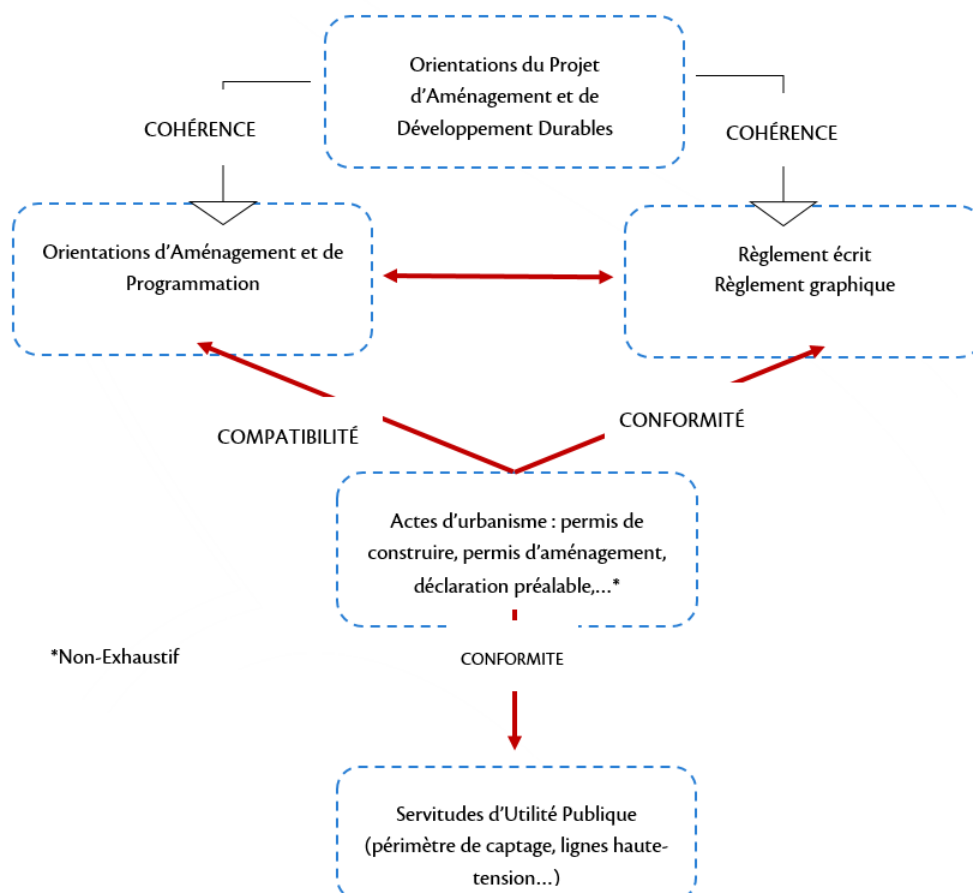 Orientations du Projet
d'Aménagement et de
Développement Durables
COHÉRENCE
COHÉRENCE
Orientations d'Aménagement et de
Programmation
Règlement écrit
Règlement graphique
COMPATIBILITÉ
CONFORMITÉ
Actes d'urbanisme : permis de
construire, permis d'aménagement,
déclaration préalable,...*
*Non-Exhaustif
CONFORMITE
Servitudes d'Utilité Publique
(périmètre de captage, lignes haute-
tension...)